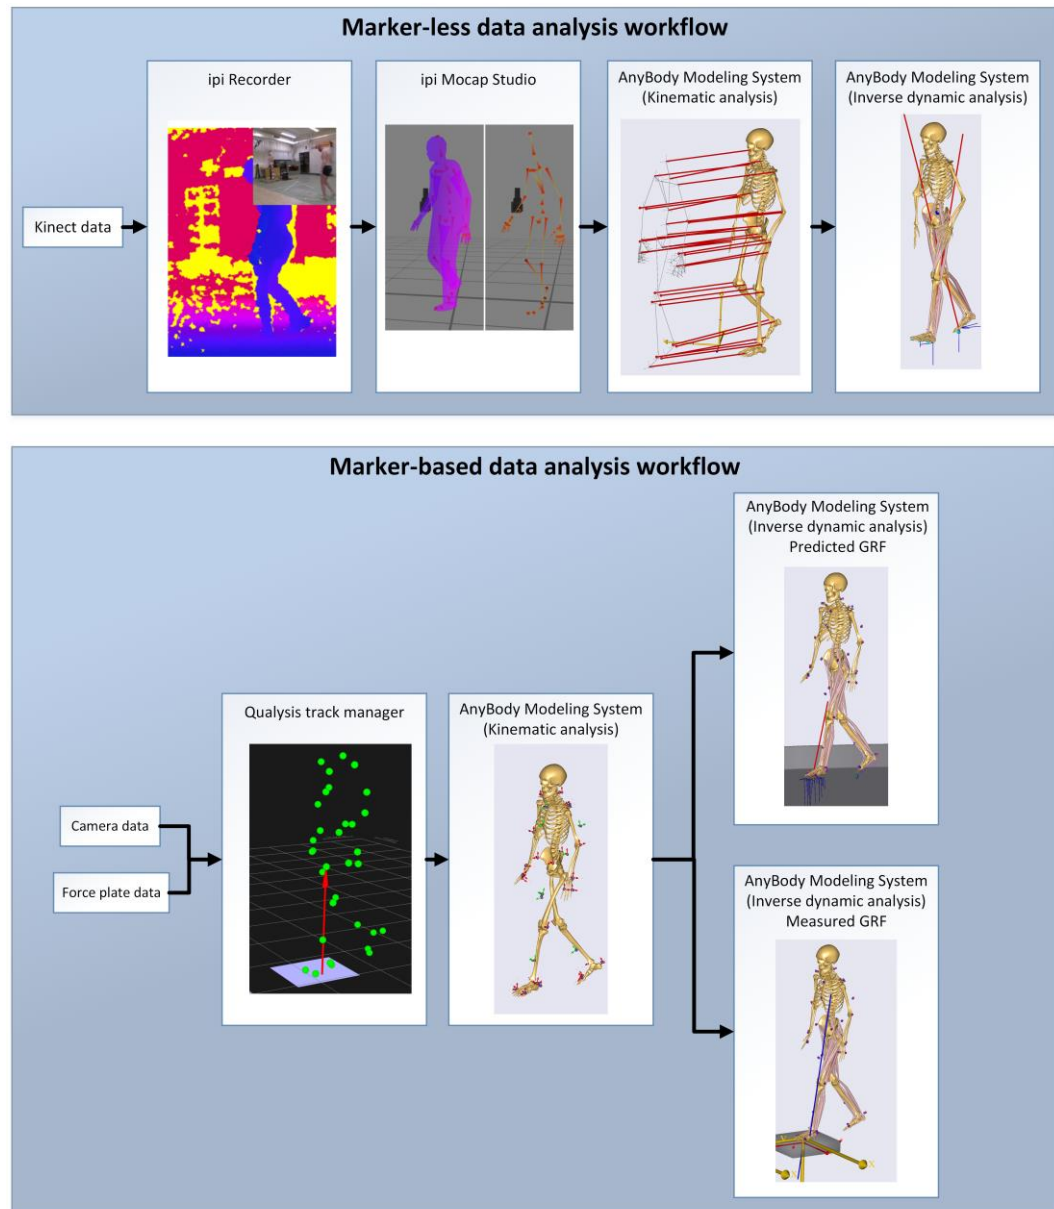 Marker-less data analysis workflow
ipi Recorder
ipi Mocap Studio
AnyBody Modeling System
(Kinematic analysis)
AnyBody Modeling System
(Inverse dynamic analysis)
Kinect data
Marker-based data analysis workflow
AnyBody Modeling System
(Inverse dynamic analysis)
Predicted GRF
Qualysis track manager
AnyBody Modeling System
(Kinematic analysis)
Camera data
Force plate data
AnyBody Modeling System
(Inverse dynamic analysis)
Measured GRF
X